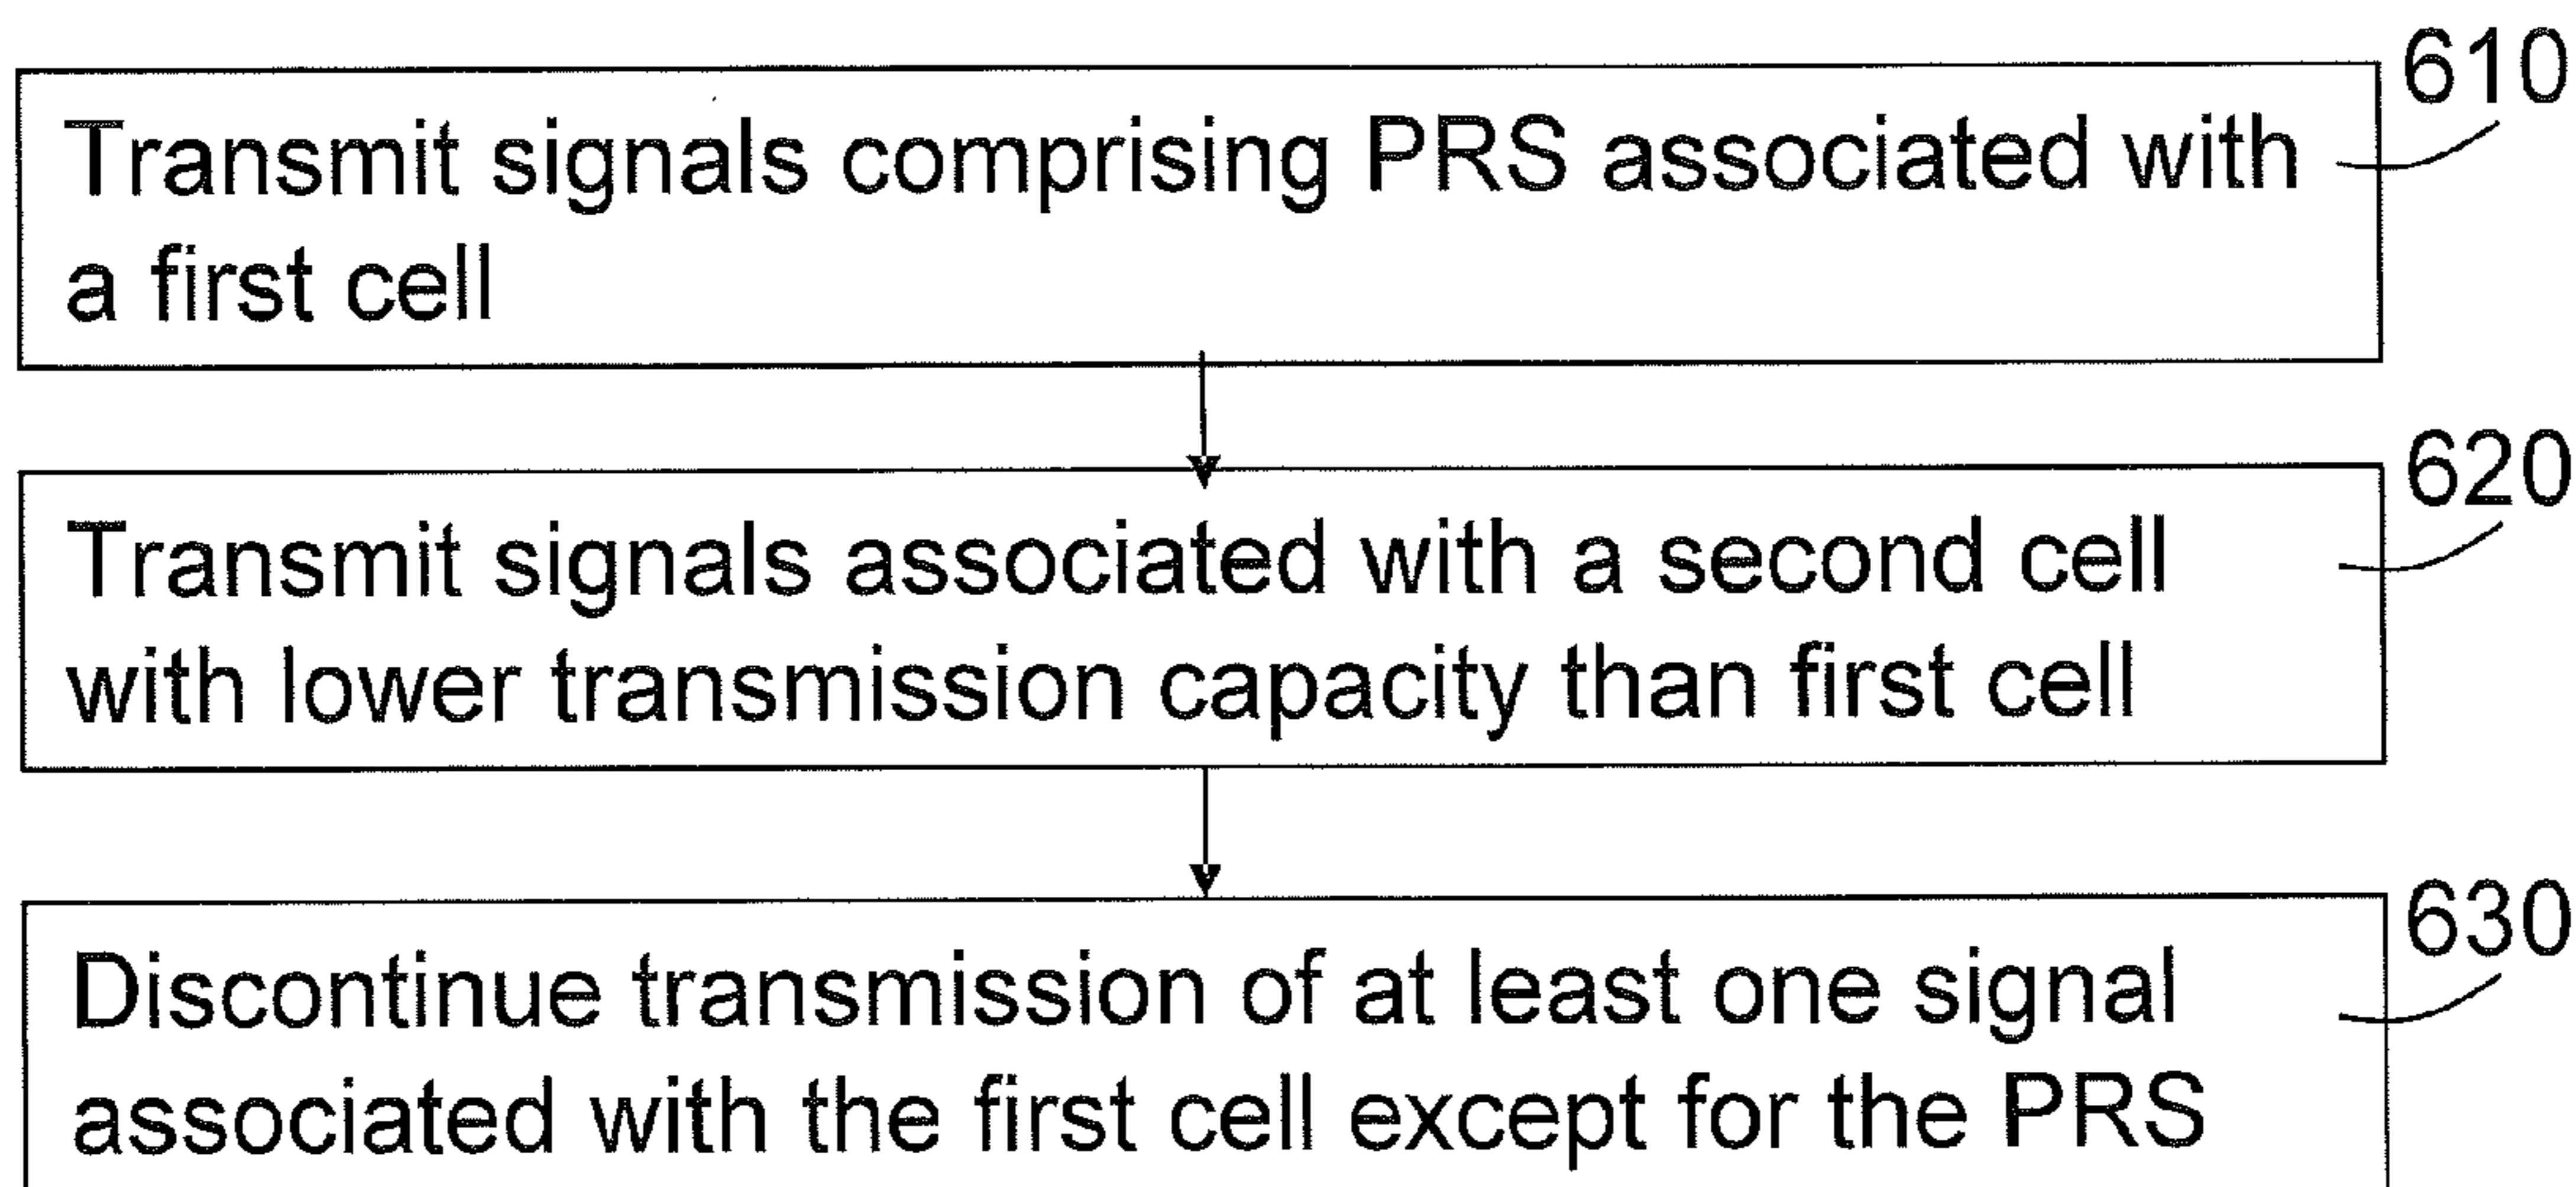 610
Transmit signals comprising PRS associated with
a first cell
620
Transmit signals associated with a second cell
with lower transmission capacity than first cell
630
Discontinue transmission of at least one signal
associated with the first cell except for the PRS